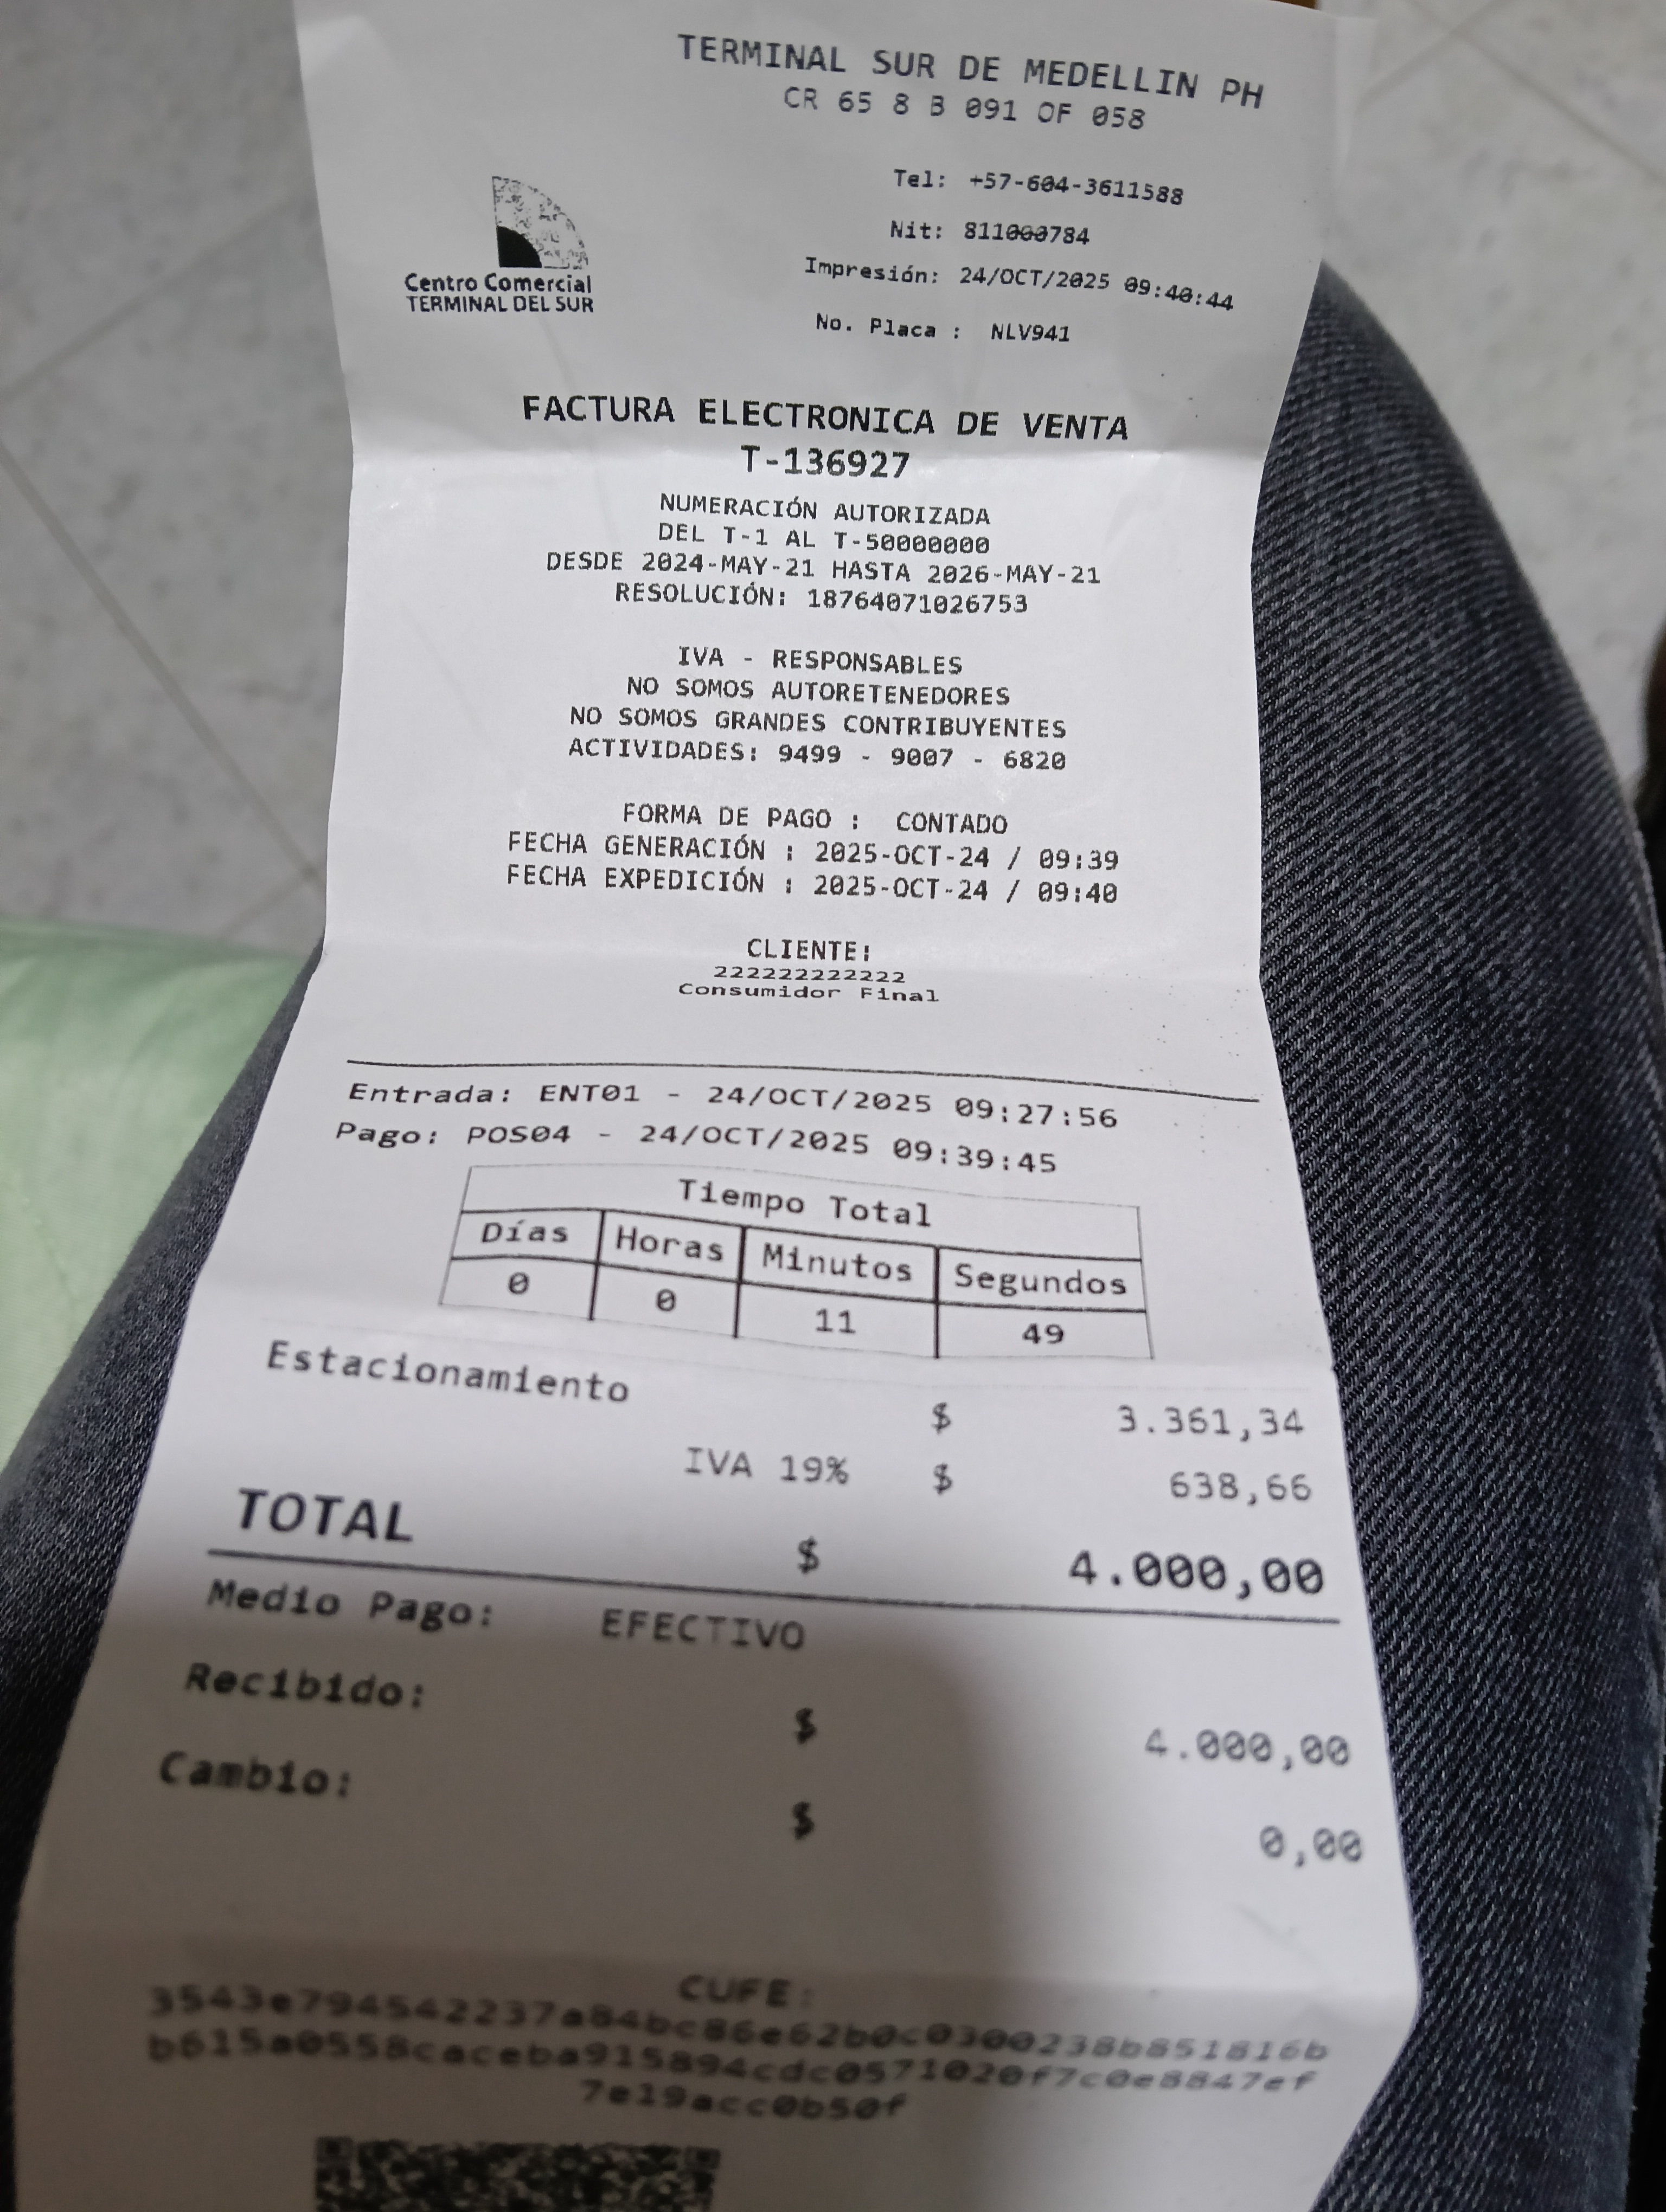 TERMINAL SUR DE MEDELLIN PH
CR 65 8 B 091 OF 058
Tel: +57-604-3611588
Nit: 811000784
Impresión: 24/OCT/2025 09:40:44
No. Placa : NLV941
Centro Comercial
TERMINAL DEL SUR
FACTURA ELECTRONICA DE VENTA
T-136927
NUMERACIÓN AUTORIZADA
DEL T-1 AL T-50000000
DESDE 2024-MAY-21 HASTA 2026-MAY-21
RESOLUCIÓN: 18764071026753
IVA - RESPONSABLES
NO SOMOS AUTORETENEDORES
NO SOMOS GRANDES CONTRIBUYENTES
ACTIVIDADES: 9499 - 9007 - 6820
FORMA DE PAGO : CONTADO
FECHA GENERACIÓN : 2025-OCT-24 / 09:39
FECHA EXPEDICIÓN : 2025-OCT-24 / 09:40
CLIENTE:
222222222222
Consumidor Final
Entrada: ENT01 - 24/OCT/2025 09:27:56
Pago: POS04 - 24/OCT/2025 09:39:45
Tiempo Total
Días Horas Minutos Segundos
0 0 11 49
Estacionamiento $ 3.361,34
IVA 19% $ 638,66
TOTAL $ 4.000,00
Medio Pago: EFECTIVO
Recibido: $ 4.000,00
Cambio: $ 0,00
CUFE:
3543e794542237a84bc86e62b0c0300238b851816b
b615a0558caceba915894cdc0571020f7c0e8847ef
7e19acc0b50f